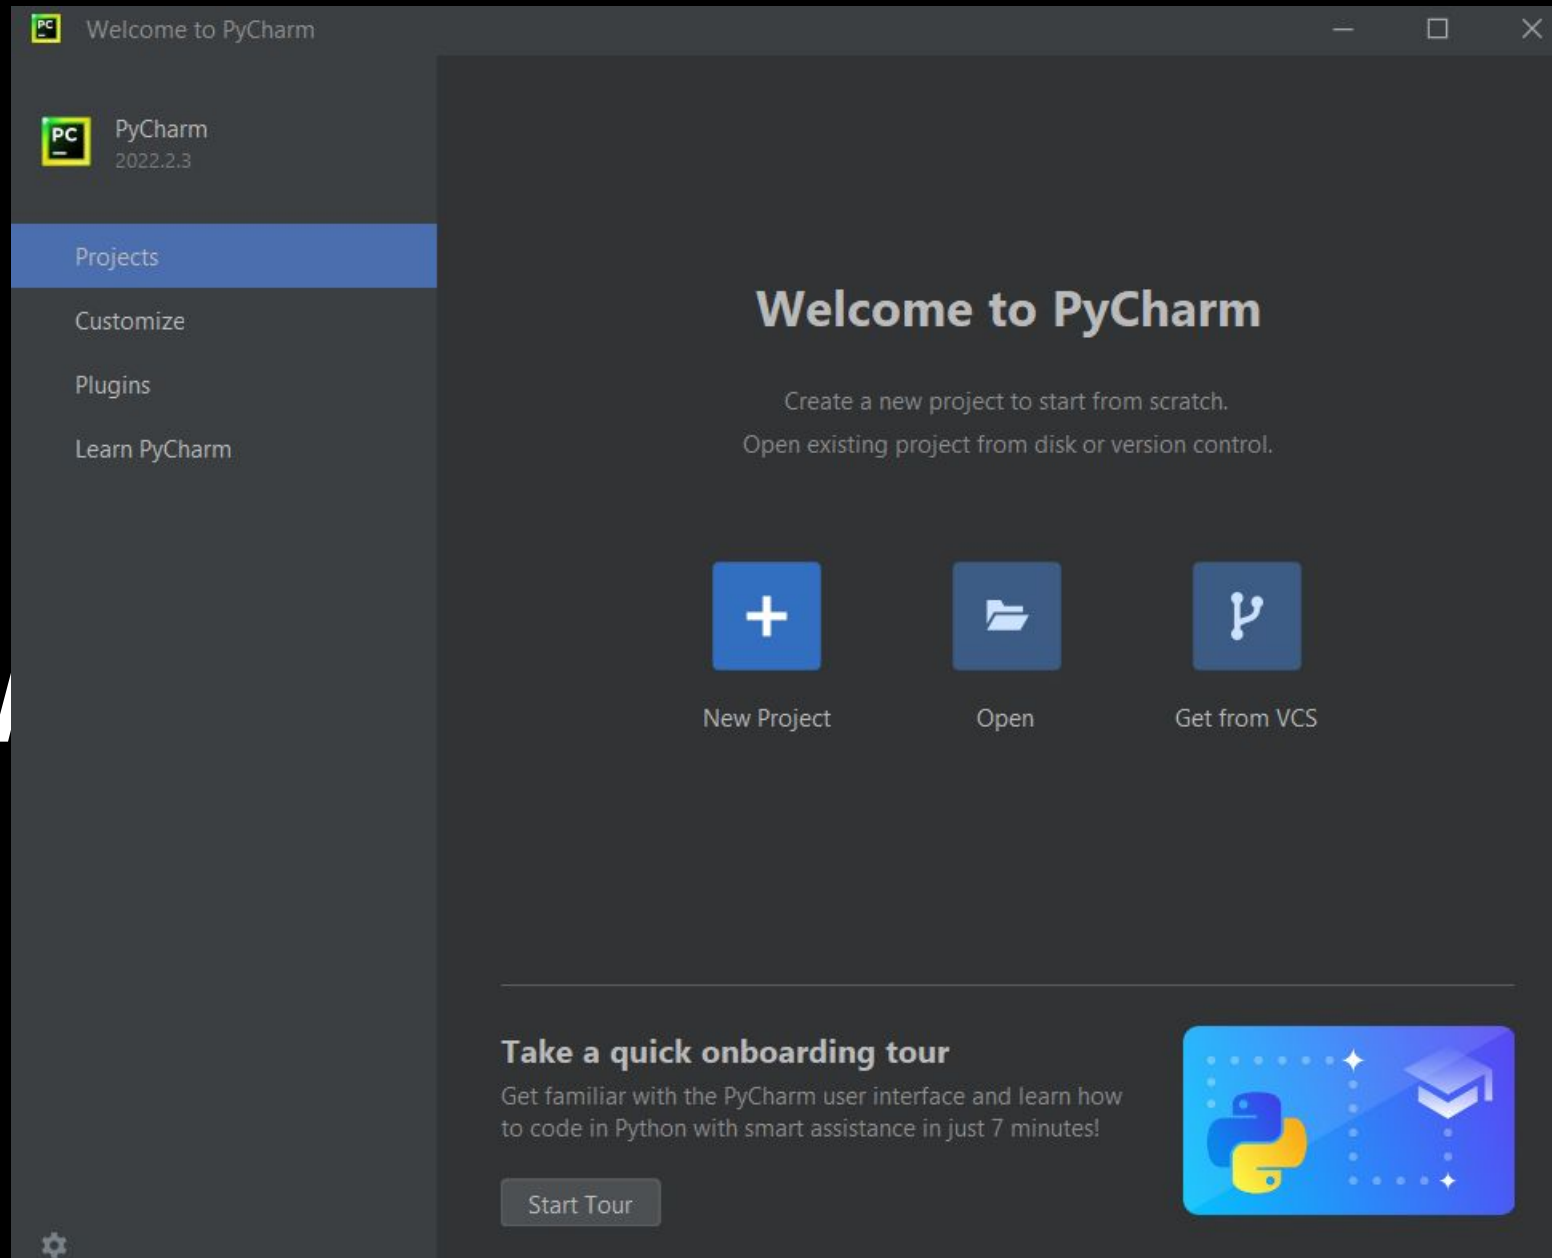 Welcome to PyCharm
PC
PyCharm
2022.2.3
Projects
Customize
Plugins
Learn PyCharm
Welcome to PyCharm
Create a new project to start from scratch.
Open existing project from disk or version control.
New Project
Open
Get from VCS
Take a quick onboarding tour
Get familiar with the PyCharm user interface and learn how
to code in Python with smart assistance in just 7 minutes!
Start Tour